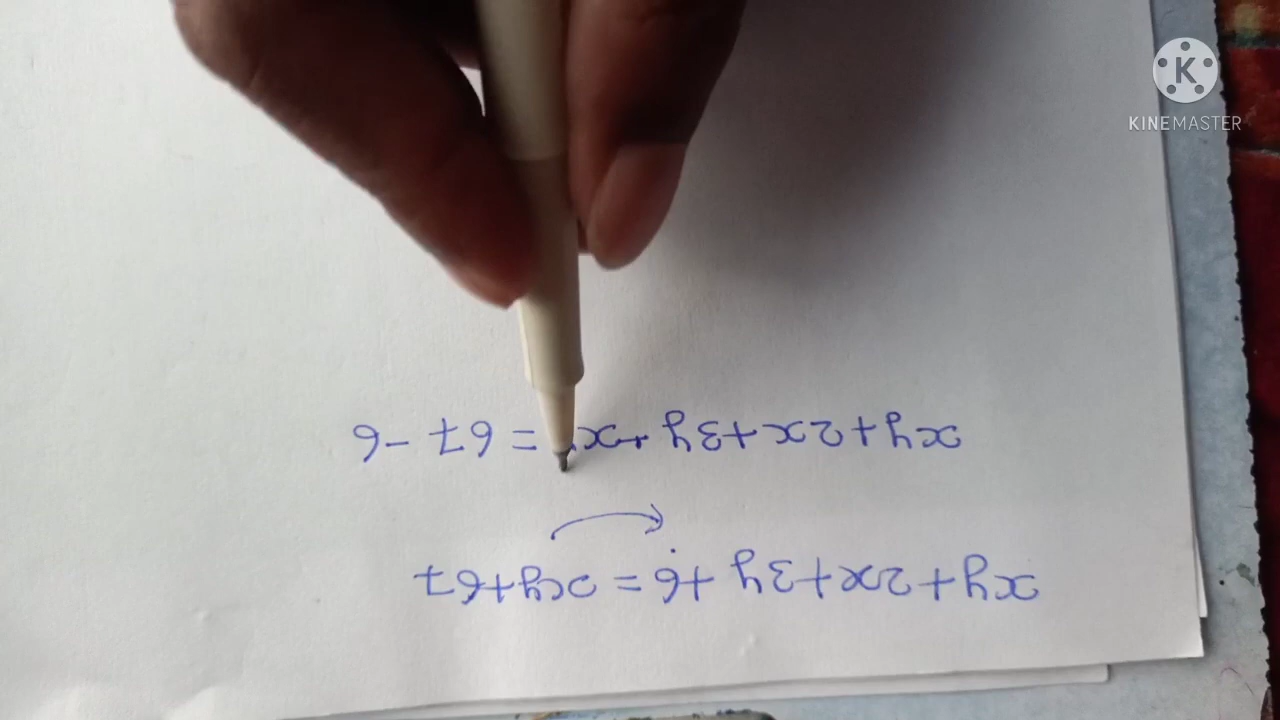 xy+2x+3y+6 = xy+67
xy+2x+3y+x = 67-6
K
KINEMASTER